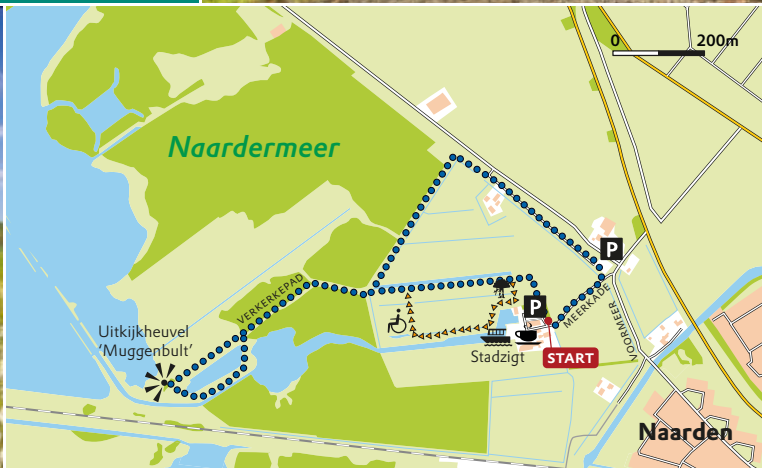 0 200m
Naardermeer
P
VERKERKEPAD
P
MEERKADE
VOORMEER
Uitkijkheuvel
‘Muggenbult’
Stadzigt
START
Naarden